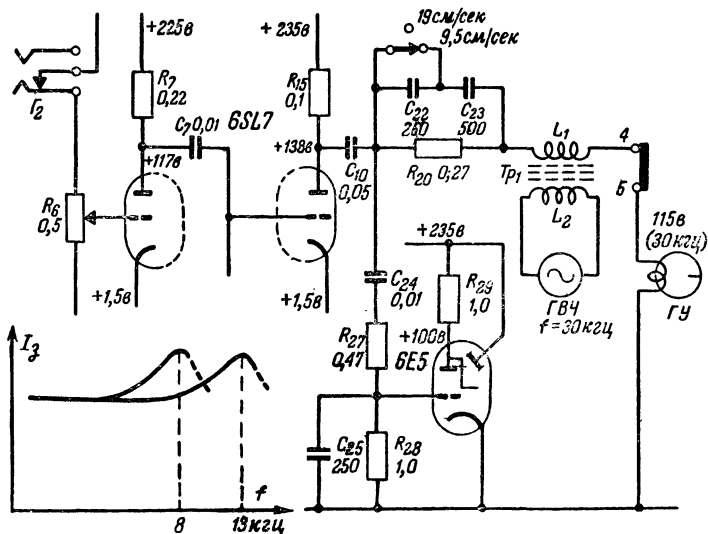 19см/сек
9,5см/сек
+225в
+235в
Г2
R7
0,22
C7 0,01
6SL7
R15
0,1
C22
250
C23
500
+117в
+138в
C10
0,05
R20 0,27
L1
Тр1
L2
4
5
R6
0,5
+1,5в
+1,5в
+235в
115в
(30кгц)
ГВЧ
f=30кгц
ГУ
C24
0,01
R29
1,0
R27
0,47
+100в
6E5
Iз
C25
250
R28
1,0
f
8
13кгц